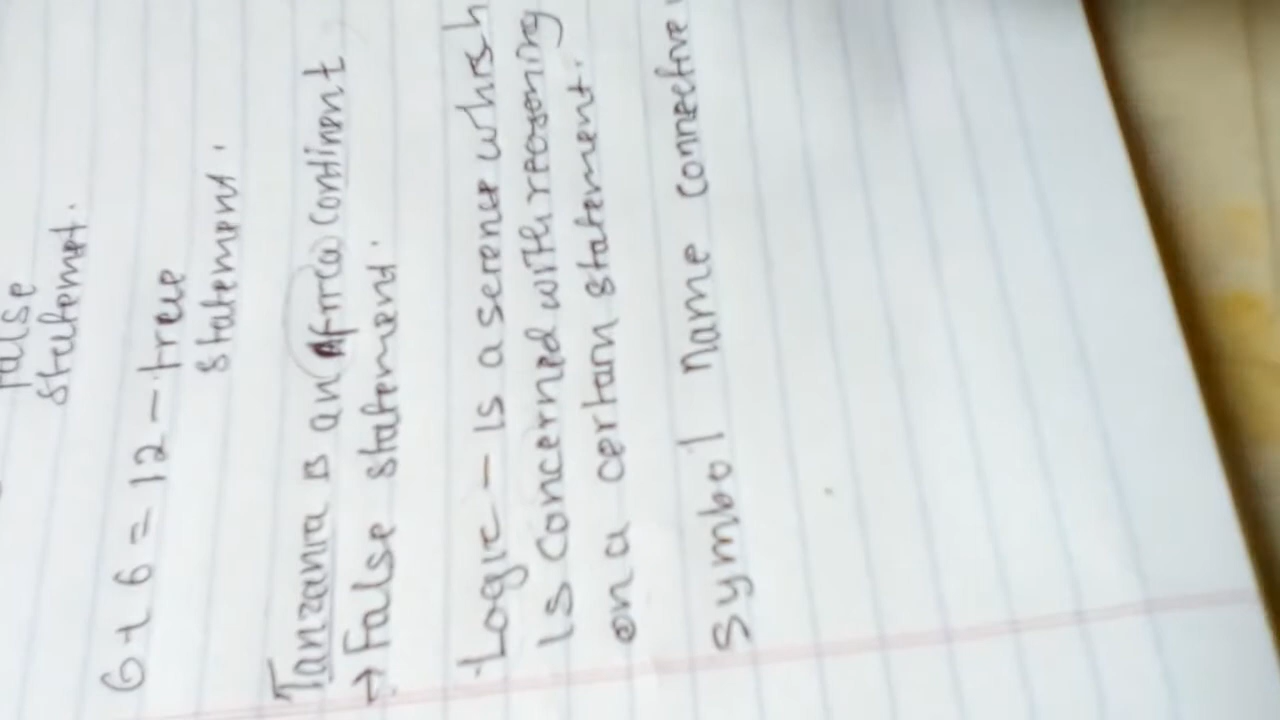 false
statement.
6+6=12-true
statement.
Tanzania is an Africa continent
→ False statement.
Logic - is a science which
is concerned with reasoning
on a certain statement.
Symbol name connective